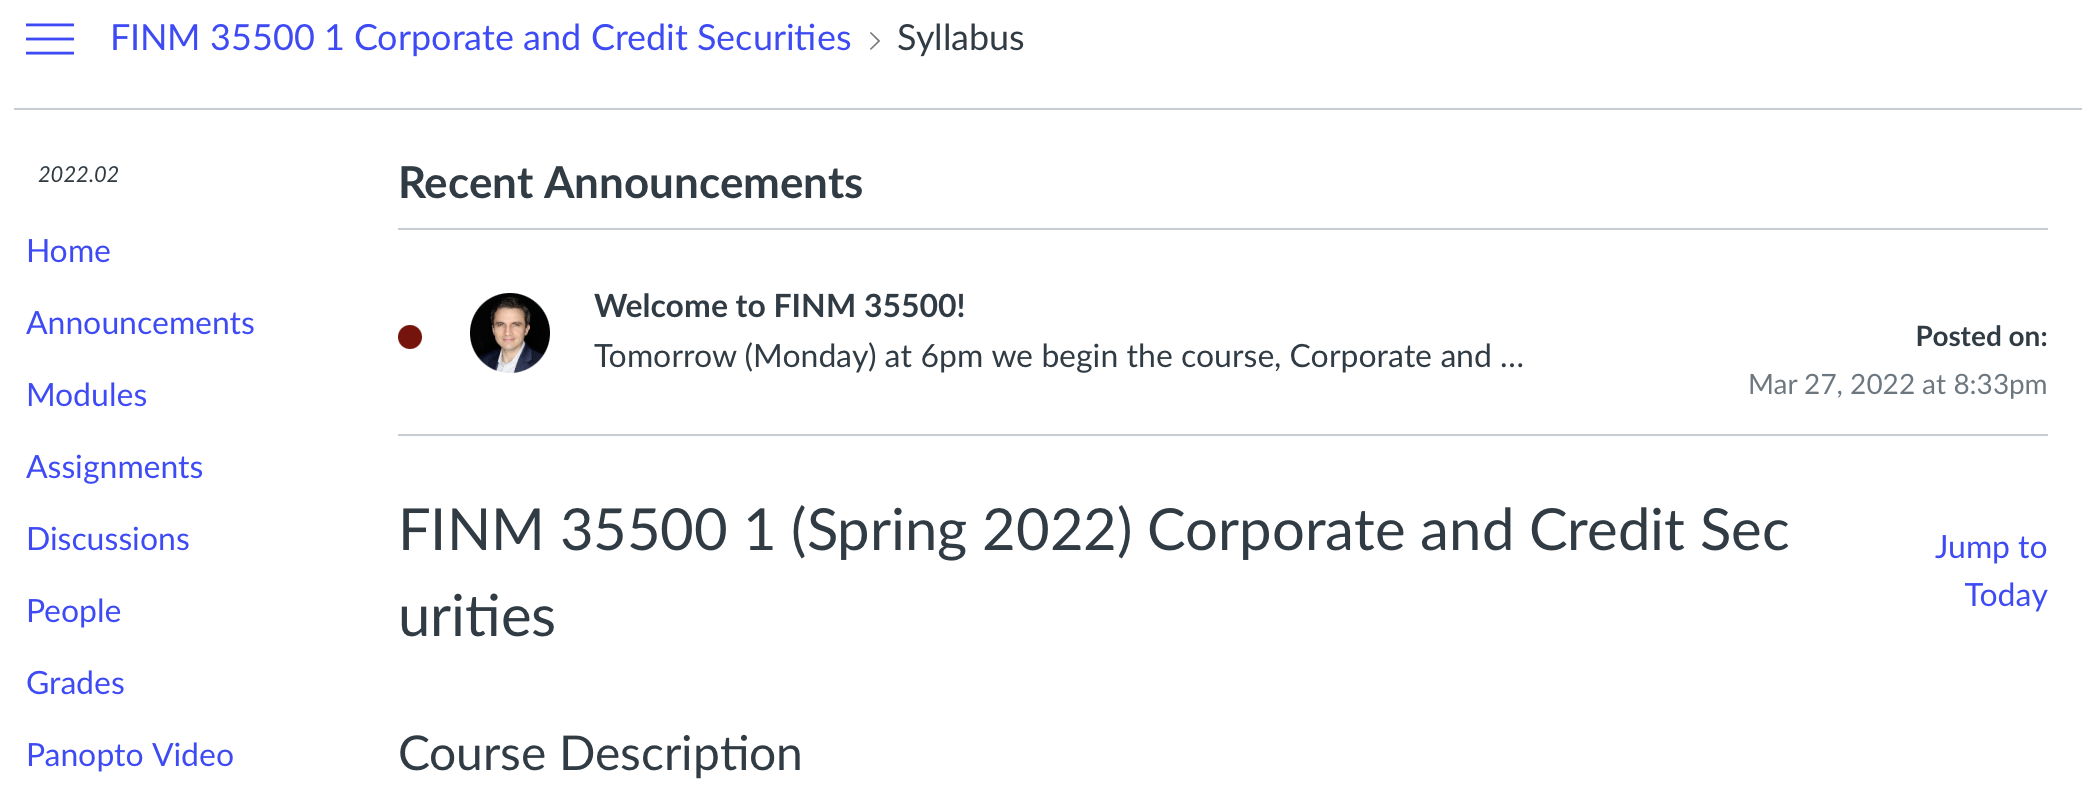 FINM 35500 1 Corporate and Credit Securities > Syllabus
2022.02
Home
Announcements
Modules
Assignments
Discussions
People
Grades
Panopto Video
Recent Announcements
Welcome to FINM 35500!
Tomorrow (Monday) at 6pm we begin the course, Corporate and ...
Posted on:
Mar 27, 2022 at 8:33pm
FINM 35500 1 (Spring 2022) Corporate and Credit Sec
urities
Jump to
Today
Course Description